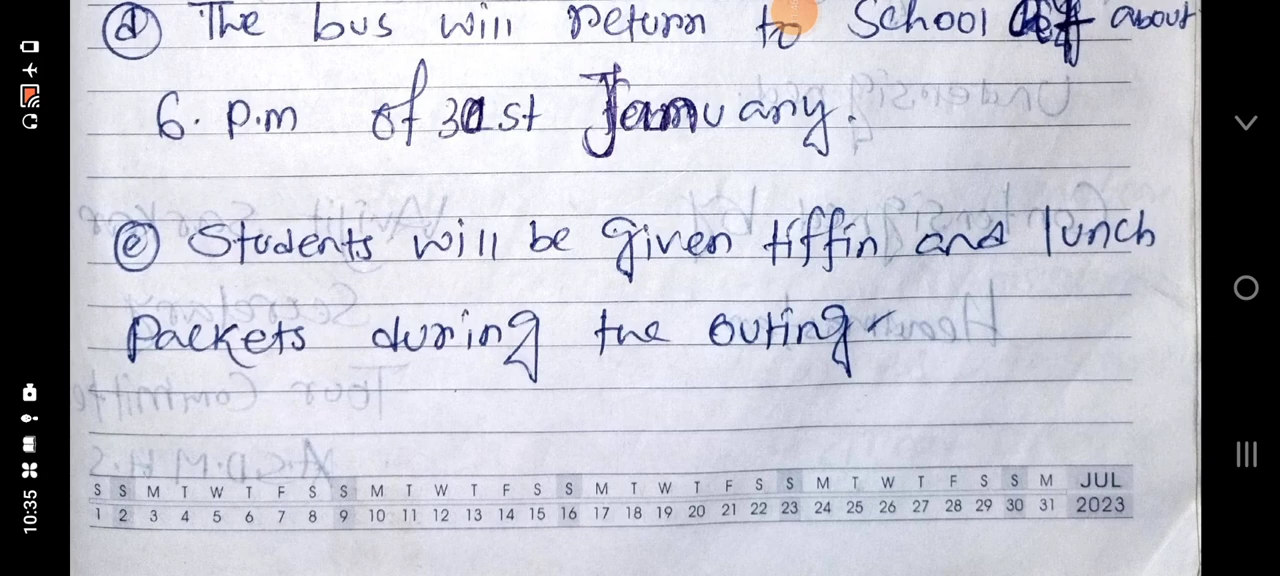 d The bus will return to School about
6. p.m of 31st January.
e Students will be given tiffin and lunch
Packets during the outing.
S S M T W T F S S M T W T F S S M T W T F S S M T W T F S S M JUL
1 2 3 4 5 6 7 8 9 10 11 12 13 14 15 16 17 18 19 20 21 22 23 24 25 26 27 28 29 30 31 2023
10:35